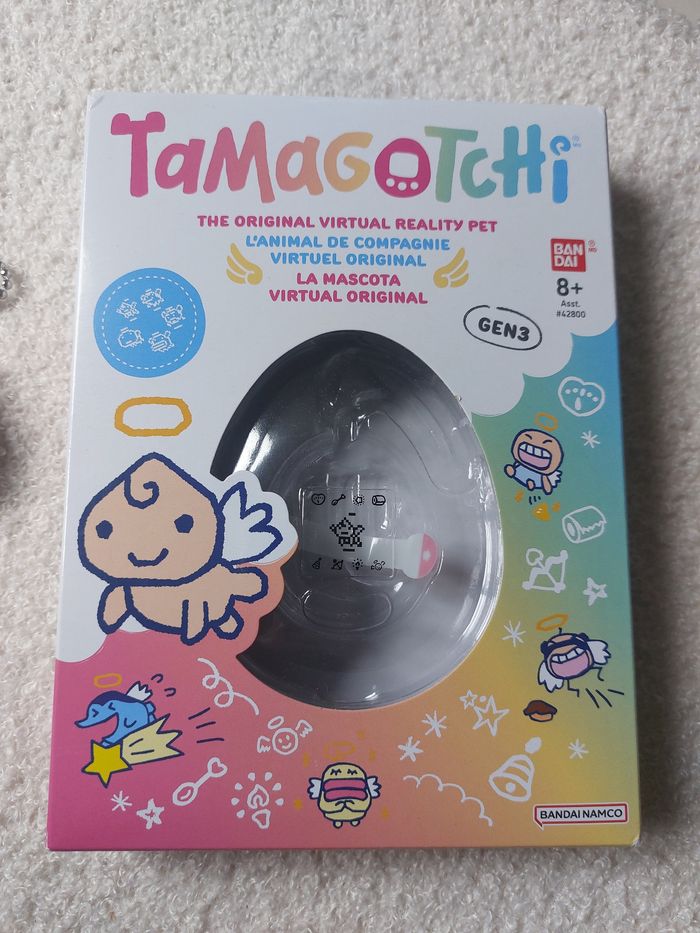 TaMaGoTCHi
THE ORIGINAL VIRTUAL REALITY PET
L'ANIMAL DE COMPAGNIE
VIRTUEL ORIGINAL
LA MASCOTA
VIRTUAL ORIGINAL
BAN
DAI
8+
Asst.
#42800
GEN3
BANDAI NAMCO